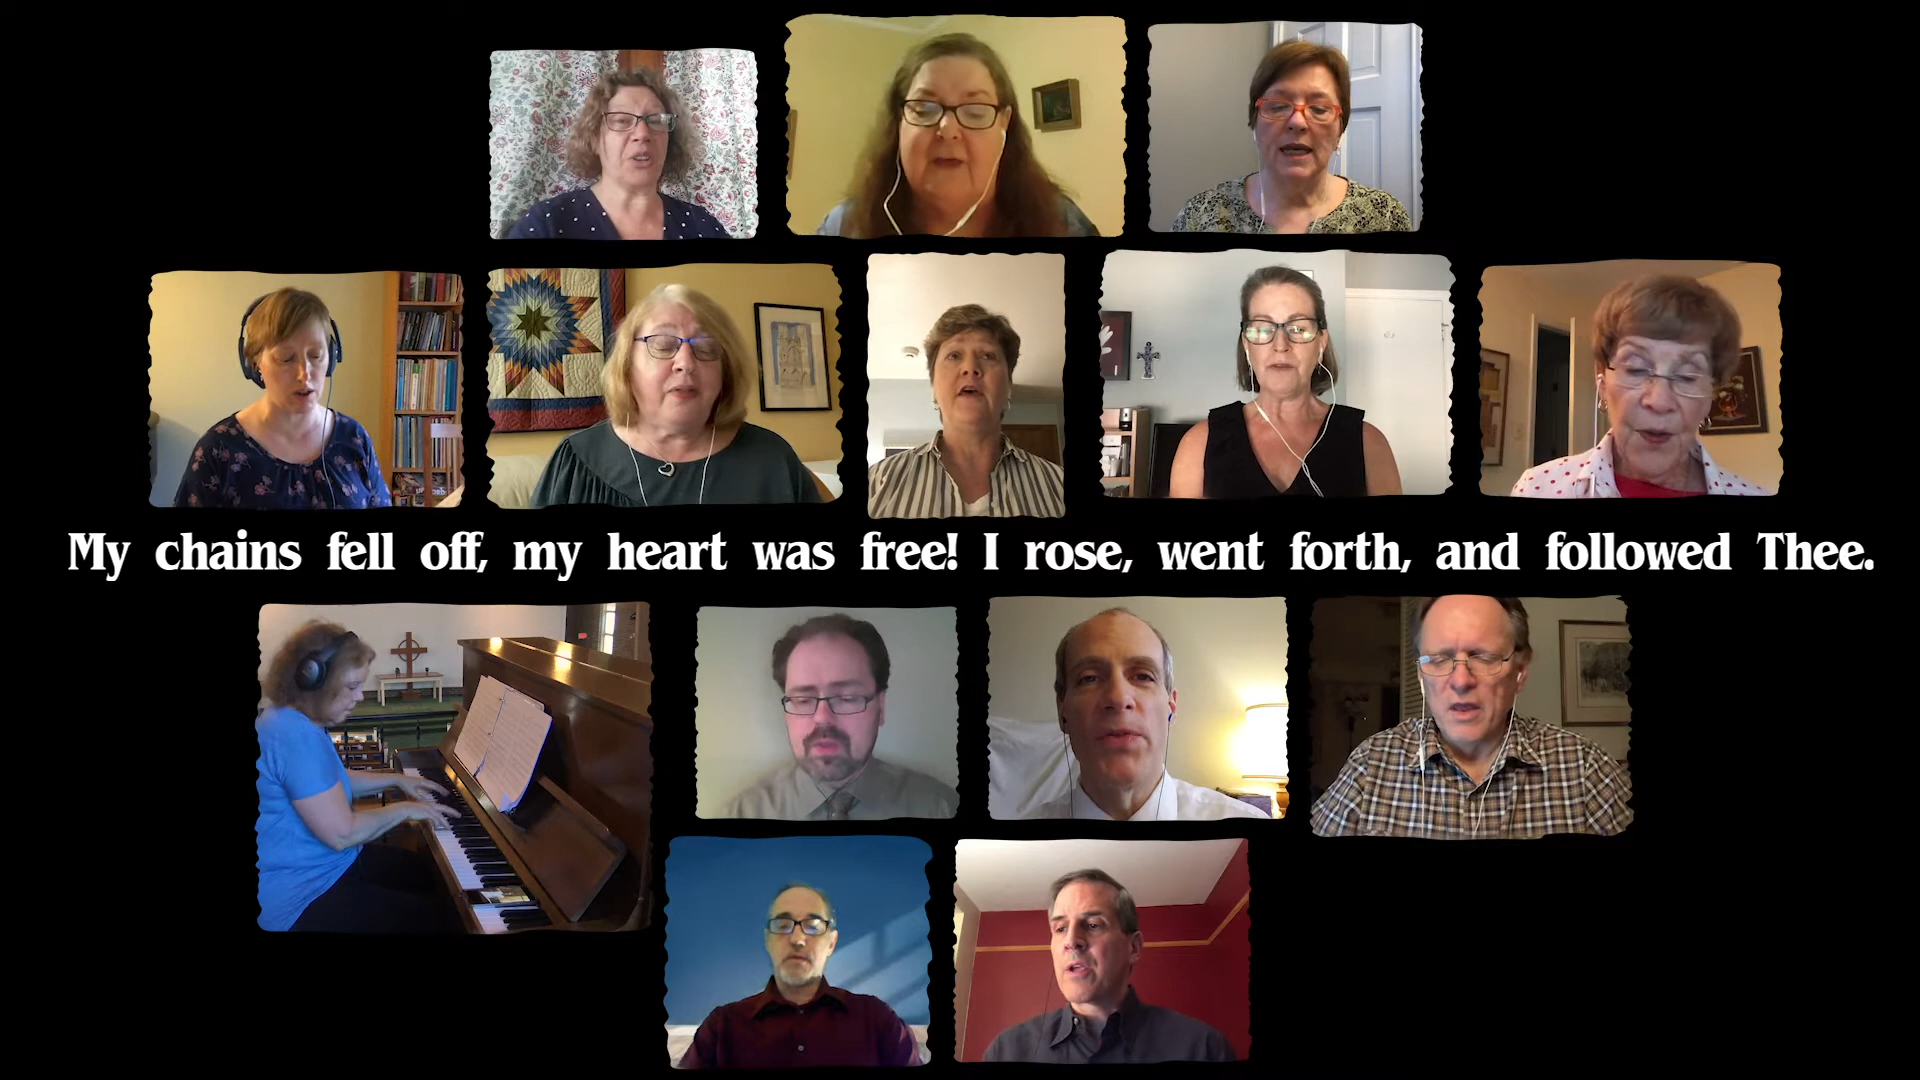 My chains fell off, my heart was free! I rose, went forth, and followed Thee.